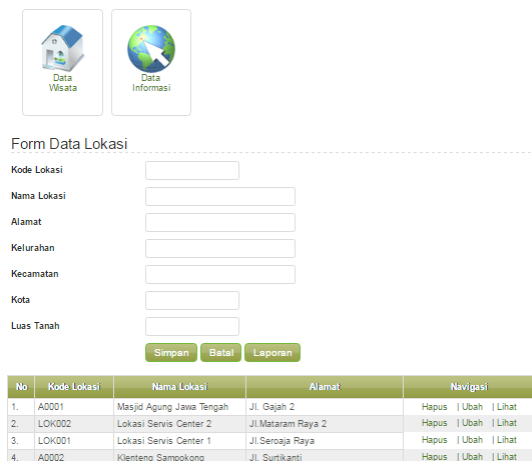 Data Wisata
Data Informasi
Form Data Lokasi
Kode Lokasi
Nama Lokasi
Alamat
Kelurahan
Kecamatan
Kota
Luas Tanah
Simpan Batal Laporan
No Kode Lokasi Nama Lokasi Alamat Navigasi
1. A0001 Masjid Agung Jawa Tengah Jl. Gajah 2 Hapus | Ubah | Lihat
2. LOK002 Lokasi Servis Center 2 Jl.Mataram Raya 2 Hapus | Ubah | Lihat
3. LOK001 Lokasi Servis Center 1 Jl.Seroaja Raya Hapus | Ubah | Lihat
4. A0002 Klenteng Sampokong Jl. Surtikanti Hapus | Ubah | Lihat